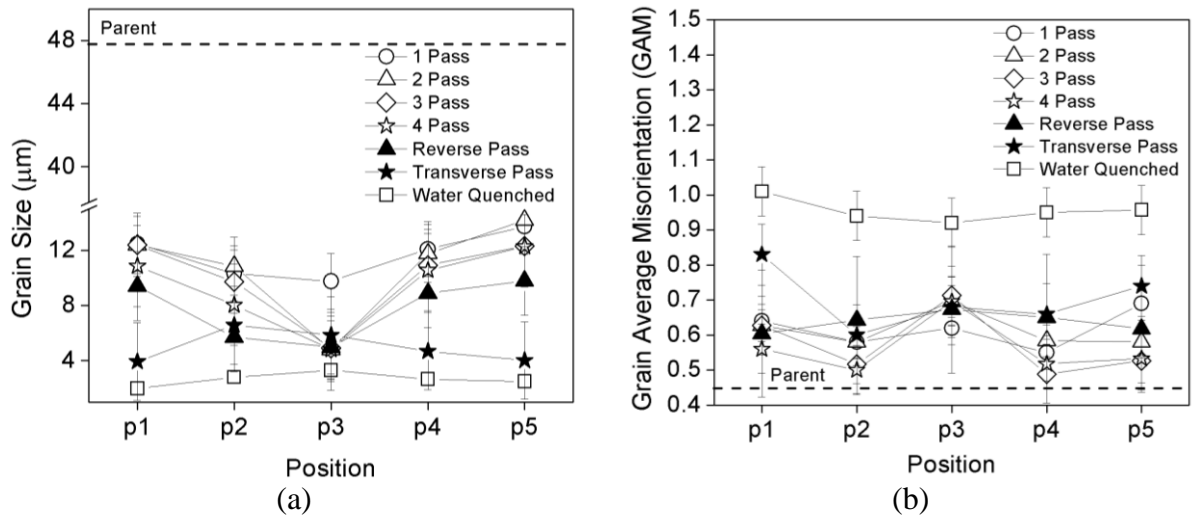 Parent
48
44
40
12
8
4
Grain Size (μm)
1 Pass
2 Pass
3 Pass
4 Pass
Reverse Pass
Transverse Pass
Water Quenched
p1 p2 p3 p4 p5
Position
(a)
1.5
1.4
1.3
1.2
1.1
1.0
0.9
0.8
0.7
0.6
0.5
0.4
Grain Average Misorientation (GAM)
1 Pass
2 Pass
3 Pass
4 Pass
Reverse Pass
Transverse Pass
Water Quenched
Parent
p1 p2 p3 p4 p5
Position
(b)